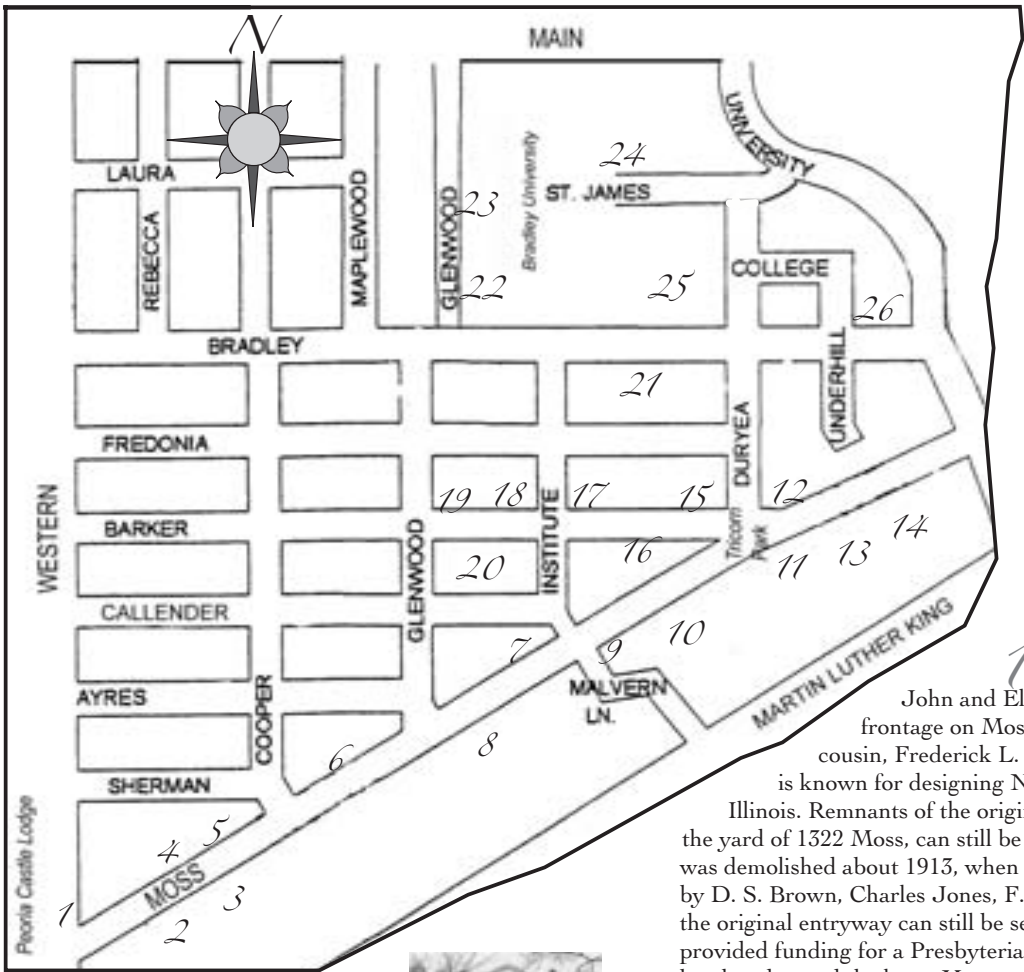 N
MAIN
UNIVERSITY
LAURA
24
ST. JAMES
REBECCA
MAPLEWOOD
GLENWOOD
23
Bradley University
22
25
COLLEGE
26
BRADLEY
UNDERHILL
21
FREDONIA
DURYEA
WESTERN
19
18
INSTITUTE
17
15
12
BARKER
GLENWOOD
Tricorn
Park
14
20
16
11
13
CALLENDER
7
9
10
MALVERN
LN.
MARTIN LUTHER KING
AYRES
COOPER
6
8
SHERMAN
Peoria Castle Lodge
4
5
MOSS
3
1
2
1
John and El
frontage on Mos
cousin, Frederick L.
is known for designing N
Illinois. Remnants of the origi
the yard of 1322 Moss, can still be
was demolished about 1913, when
by D. S. Brown, Charles Jones, F.
the original entryway can still be se
provided funding for a Presbyteria